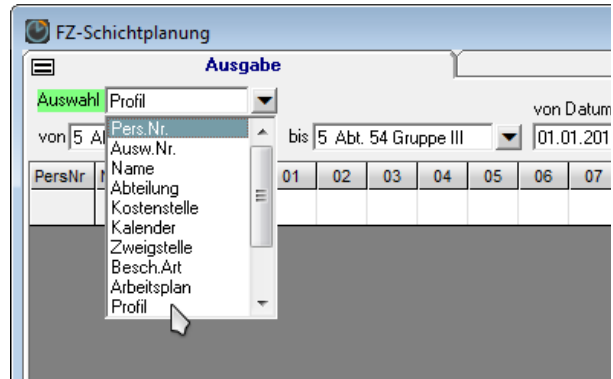 FZ-Schichtplanung
Ausgabe
Auswahl Profil
von Datum
von 5 bis 5 Abt. 54 Gruppe III 01.01.201
PersNr 01 02 03 04 05 06 07
Pers.Nr.
Ausw.Nr.
Name
Abteilung
Kostenstelle
Kalender
Zweigstelle
Besch.Art
Arbeitsplan
Profil